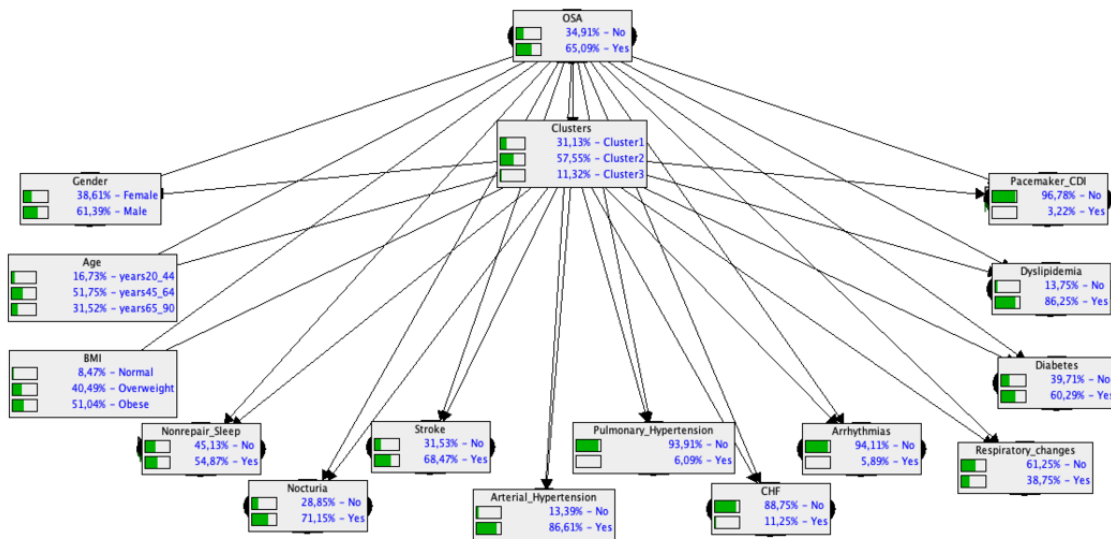 OSA
34,91% - No
65,09% - Yes
Clusters
31,13% - Cluster1
57,55% - Cluster2
11,32% - Cluster3
Gender
38,61% - Female
61,39% - Male
Pacemaker_CDI
96,78% - No
3,22% - Yes
Age
16,73% - years20_44
51,75% - years45_64
31,52% - years65_90
Dyslipidemia
13,75% - No
86,25% - Yes
BMI
8,47% - Normal
40,49% - Overweight
51,04% - Obese
Diabetes
39,71% - No
60,29% - Yes
Nonrepair_Sleep
45,13% - No
54,87% - Yes
Stroke
31,53% - No
68,47% - Yes
Pulmonary_Hypertension
93,91% - No
6,09% - Yes
Arrhythmias
94,11% - No
5,89% - Yes
Respiratory_changes
61,25% - No
38,75% - Yes
Nocturia
28,85% - No
71,15% - Yes
Arterial_Hypertension
13,39% - No
86,61% - Yes
CHF
88,75% - No
11,25% - Yes